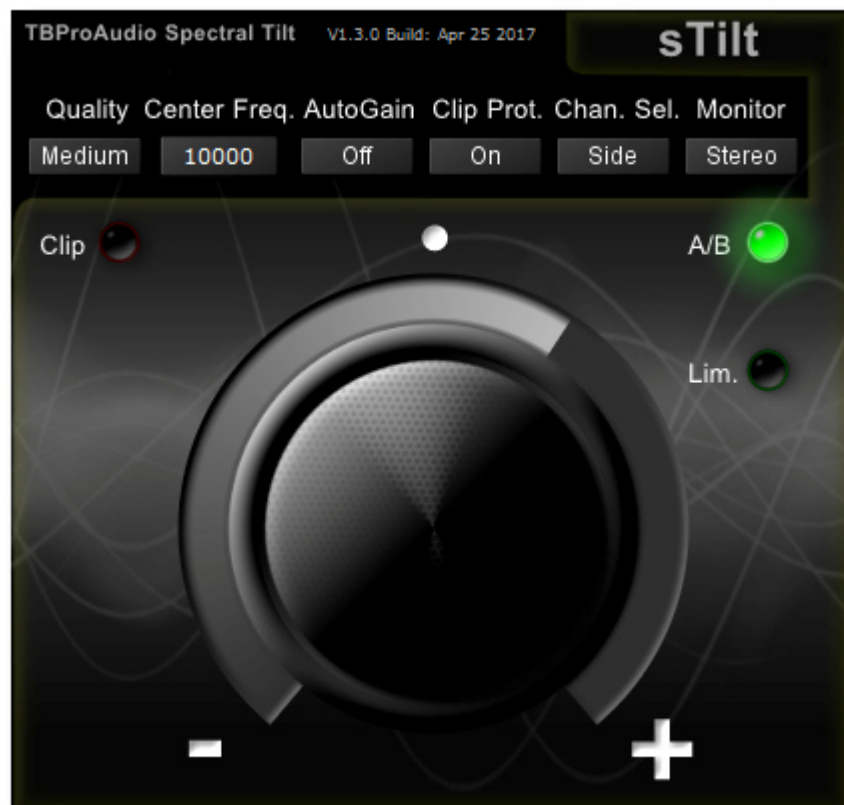 TBProAudio Spectral Tilt V1.3.0 Build: Apr 25 2017 sTilt
Quality Center Freq. AutoGain Clip Prot. Chan. Sel. Monitor
Medium 10000 Off On Side Stereo
Clip A/B
Lim.
- +